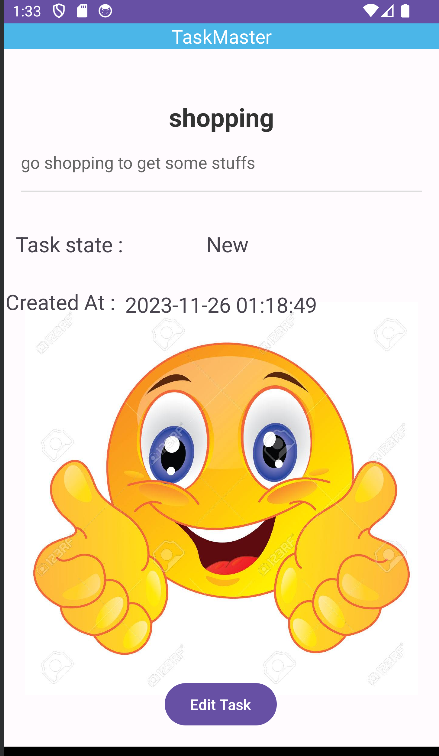 1:33
TaskMaster
shopping
go shopping to get some stuffs
Task state : New
Created At : 2023-11-26 01:18:49
Edit Task